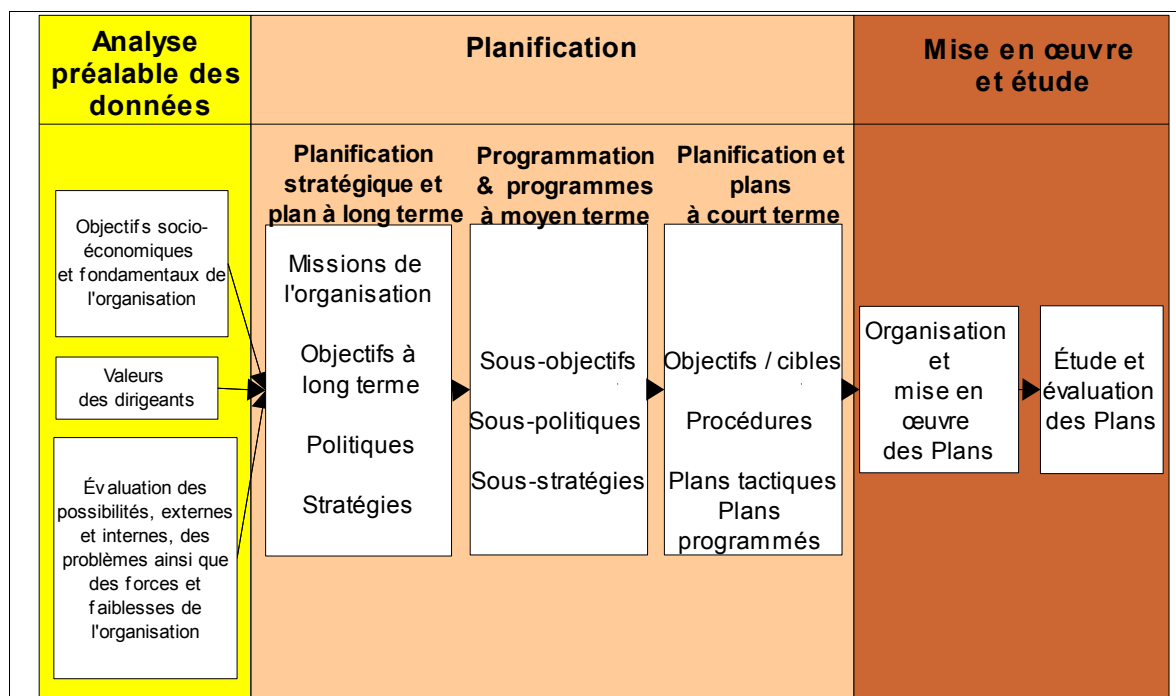 Analyse
préalable des
données
Planification
Mise en œuvre
et étude
Planification
stratégique et
plan à long terme
Programmation
& programmes
à moyen terme
Planification et
plans
à court terme
Objectifs socio-
économiques
et fondamentaux de
l'organisation
Valeurs
des dirigeants
Évaluation des
possibilités, externes
et internes, des
problèmes ainsi que
des forces et
faiblesses de
l'organisation
Missions de
l'organisation
Objectifs à
long terme
Politiques
Stratégies
Sous-objectifs
Sous-politiques
Sous-stratégies
Objectifs / cibles
Procédures
Plans tactiques
Plans
programmés
Organisation
et
mise en
œuvre
des Plans
Étude et
évaluation
des Plans